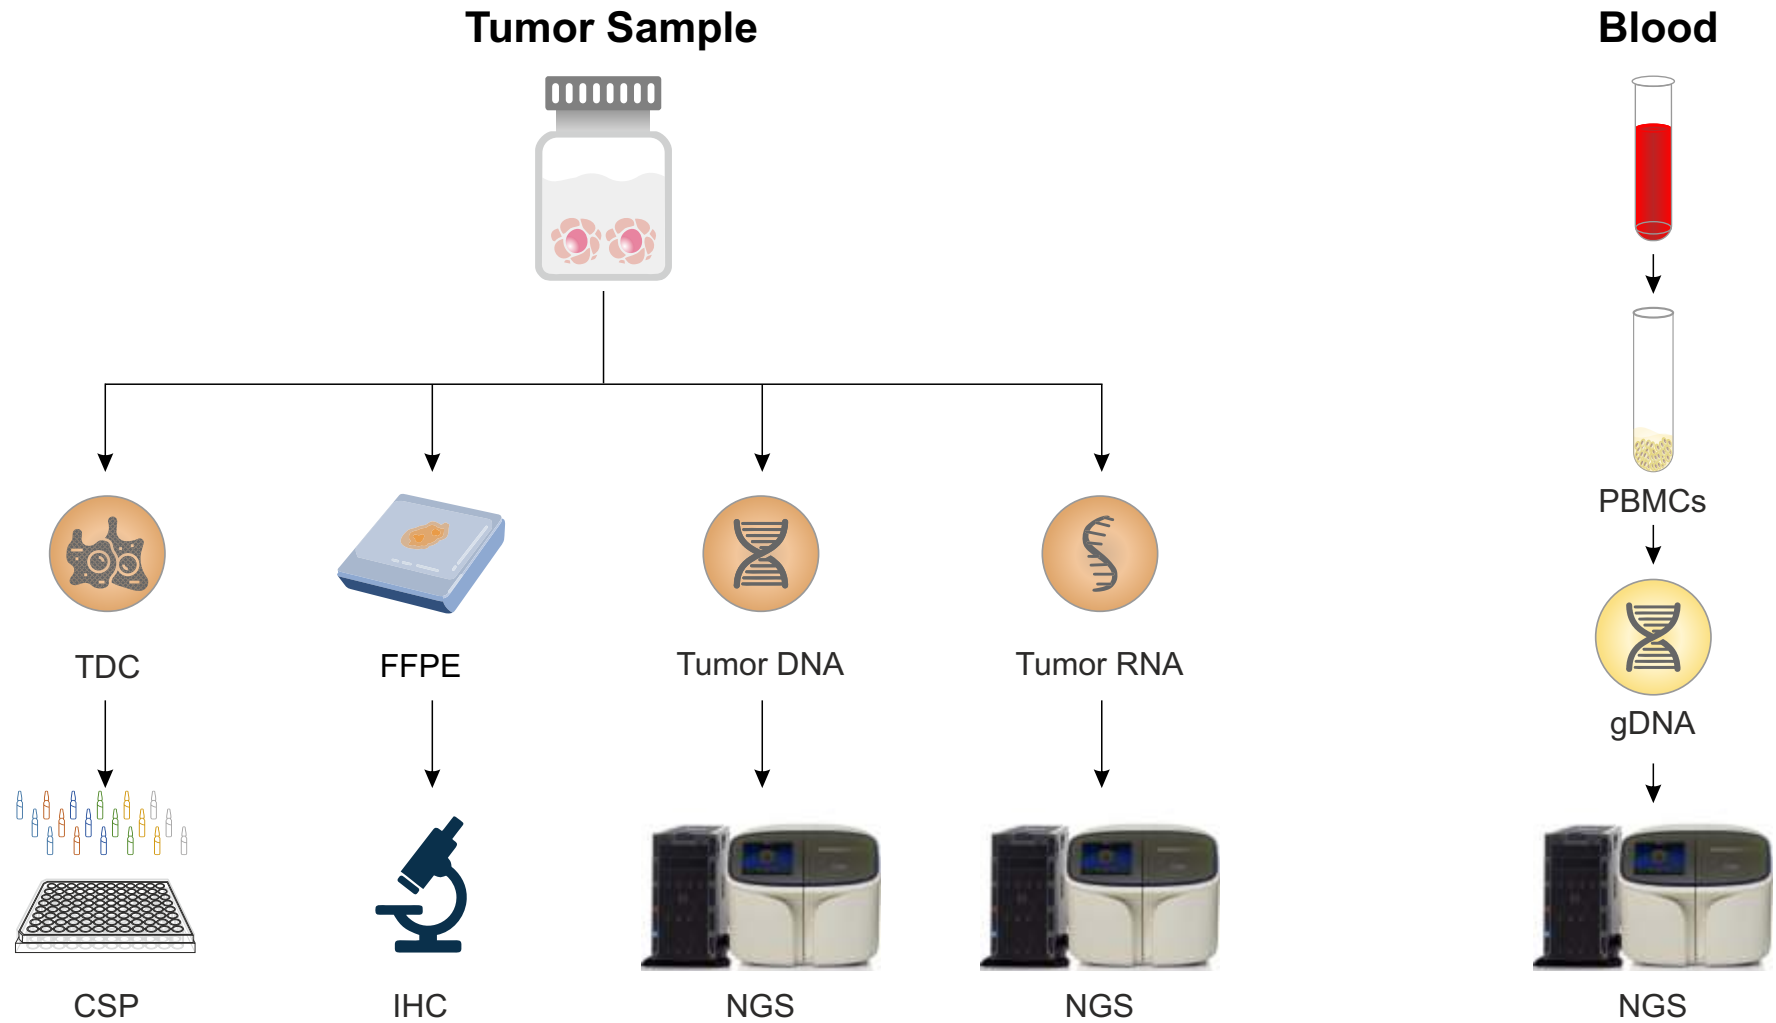 Tumor Sample
Blood
PBMCs
TDC
FFPE
Tumor DNA
Tumor RNA
gDNA
CSP
IHC
NGS
NGS
NGS